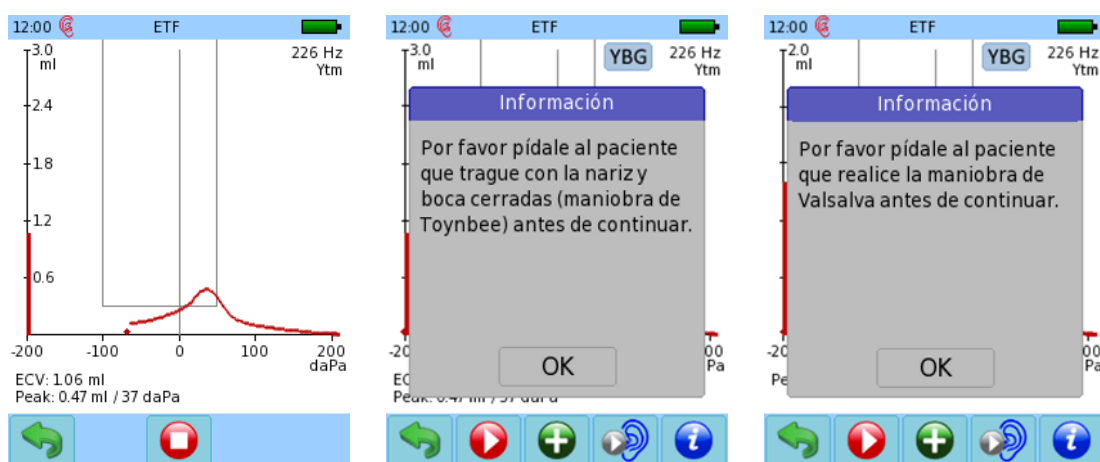 12:00 ETF
3.0
ml
226 Hz
Ytm
2.4
1.8
1.2
0.6
-200 -100 0 100 200
daPa
ECV: 1.06 ml
Peak: 0.47 ml / 37 daPa
12:00 ETF
3.0
ml
YBG
226 Hz
Ytm
Información
Por favor pídale al paciente
que trague con la nariz y
boca cerradas (maniobra de
Toynbee) antes de continuar.
OK
12:00 ETF
2.0
ml
YBG
226 Hz
Ytm
Información
Por favor pídale al paciente
que realice la maniobra de
Valsalva antes de continuar.
OK